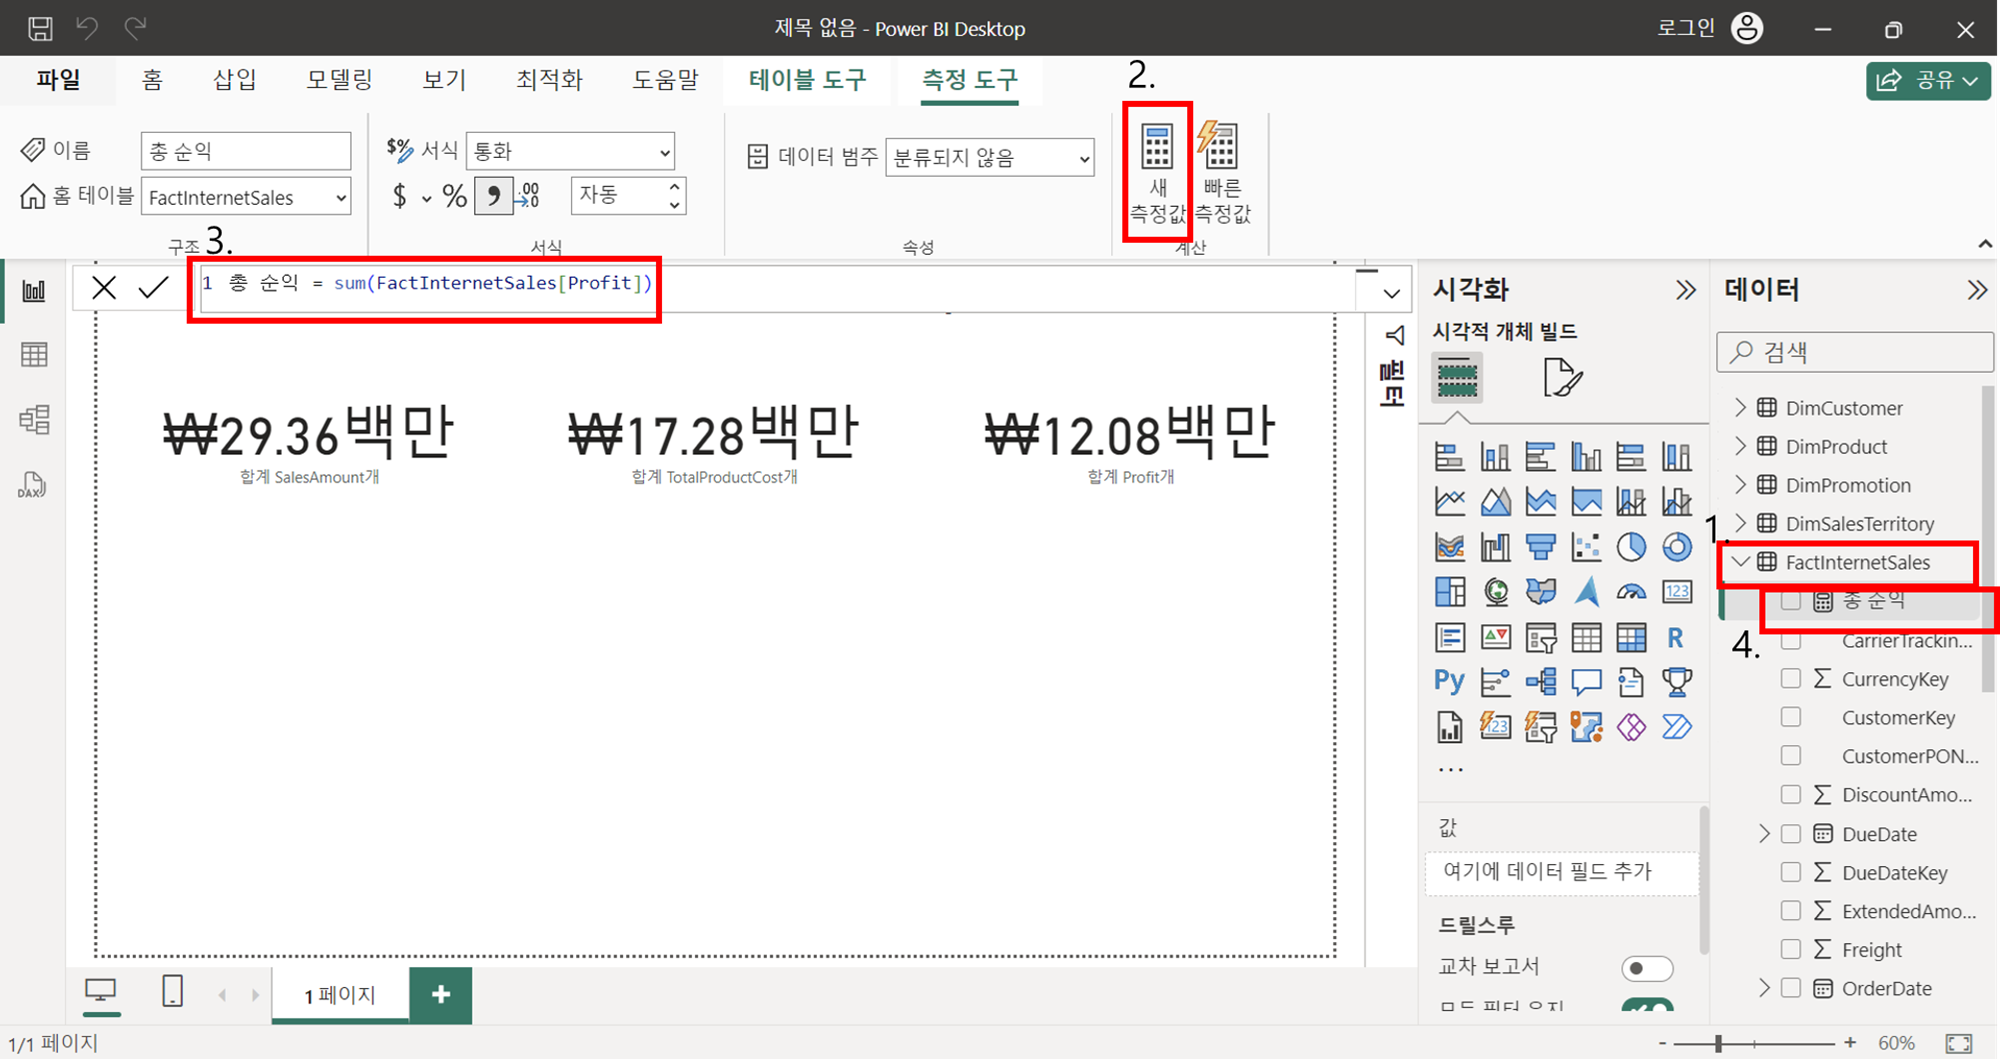 제목 없음 - Power BI Desktop
로그인
파일
홈
삽입
모델링
보기
최적화
도움말
테이블 도구
측정 도구
2.
공유
이름
총 순익
홈 테이블
FactInternetSales
구조
3.
$% 서식
통화
$
%
,
.00
0
자동
서식
데이터 범주
분류되지 않음
속성
새
측정값
빠른
측정값
계산
1 총 순익 = sum(FactInternetSales[Profit])
₩29.36백만
합계 SalesAmount개
₩17.28백만
합계 TotalProductCost개
₩12.08백만
합계 Profit개
DAX
필터
시각화
시각적 개체 빌드
123
R
Py
123
...
값
여기에 데이터 필드 추가
드릴스루
교차 보고서
모든 필터 유지
데이터
검색
DimCustomer
DimProduct
DimPromotion
DimSalesTerritory
1.
FactInternetSales
총 순익
4.
CarrierTrackin...
CurrencyKey
CustomerKey
CustomerPON...
DiscountAmo...
DueDate
DueDateKey
ExtendedAmo...
Freight
OrderDate
1 페이지
+
1/1 페이지
- + 60%